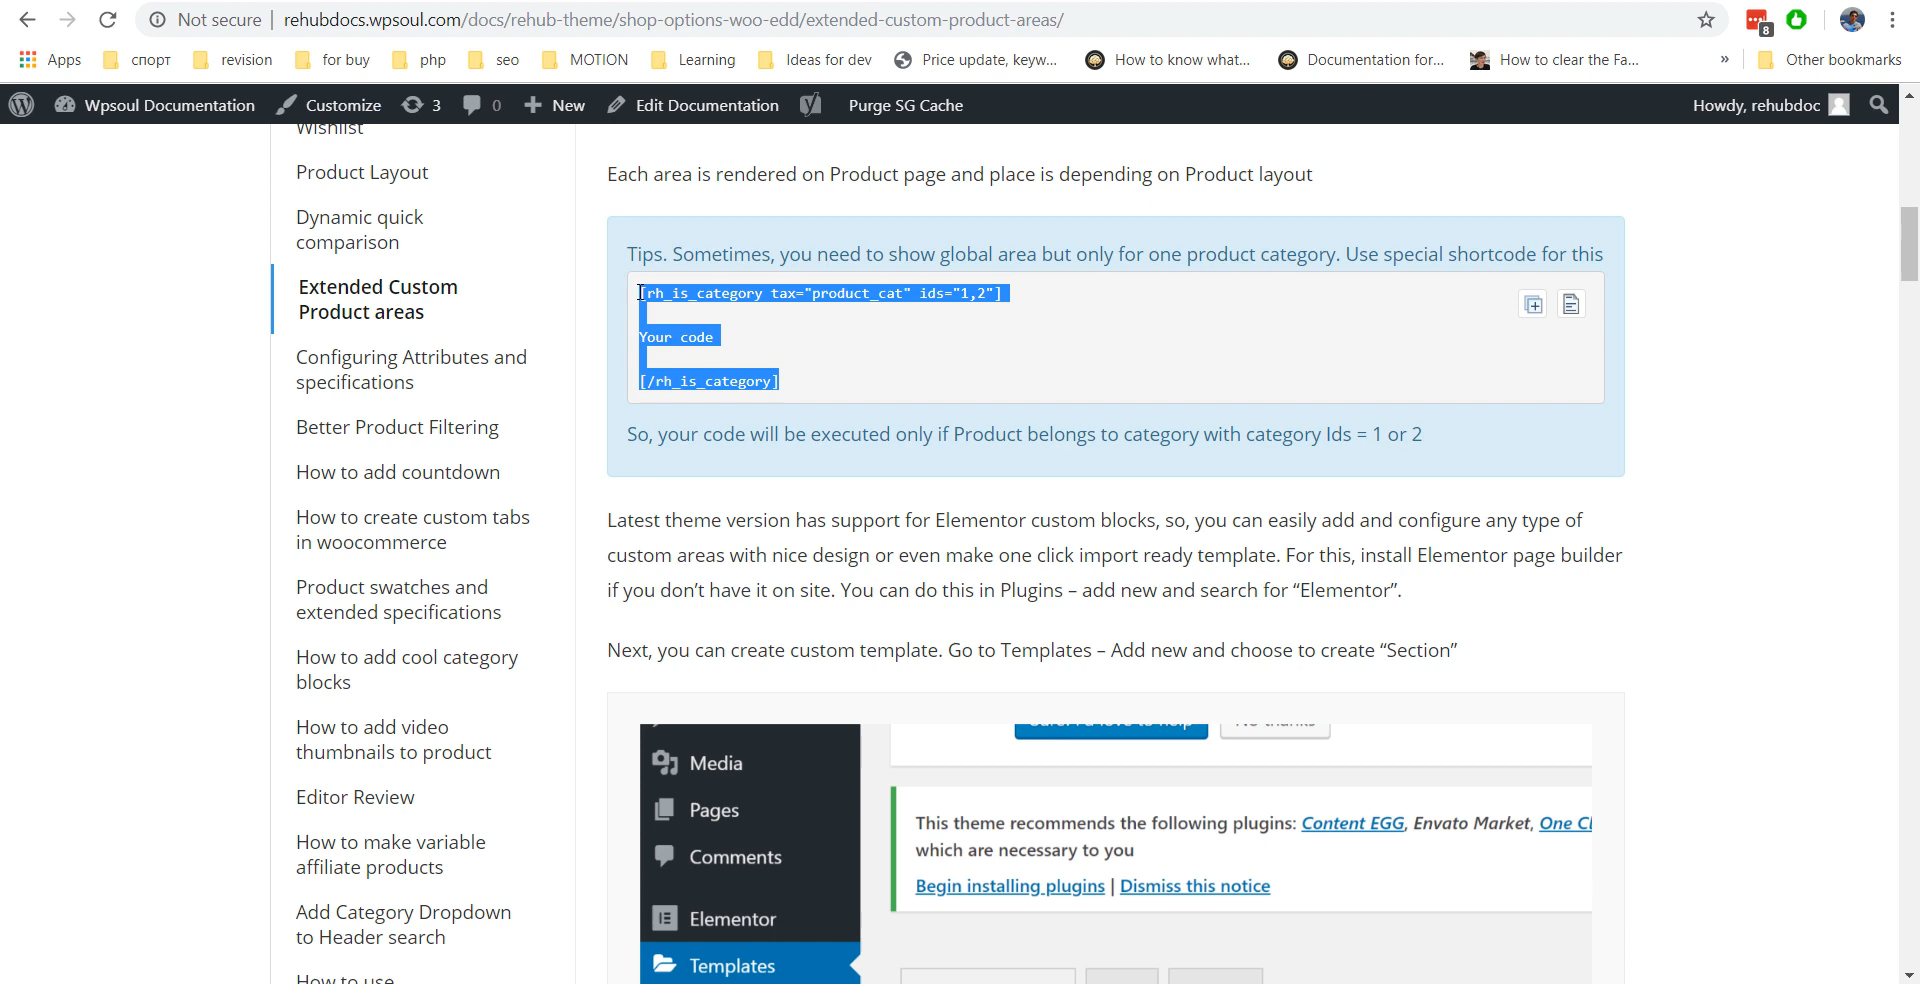 Not secure | rehubdocs.wpsoul.com/docs/rehub-theme/shop-options-woo-edd/extended-custom-product-areas/
8
Apps спорт revision for buy php seo MOTION Learning Ideas for dev Price update, keyw... How to know what... Documentation for... How to clear the Fa... » Other bookmarks
Wpsoul Documentation Customize 3 0 New Edit Documentation Purge SG Cache Howdy, rehubdoc
Wishlist
Product Layout
Dynamic quick
comparison
Extended Custom
Product areas
Configuring Attributes and
specifications
Better Product Filtering
How to add countdown
How to create custom tabs
in woocommerce
Product swatches and
extended specifications
How to add cool category
blocks
How to add video
thumbnails to product
Editor Review
How to make variable
affiliate products
Add Category Dropdown
to Header search
How to use
Each area is rendered on Product page and place is depending on Product layout
Tips. Sometimes, you need to show global area but only for one product category. Use special shortcode for this
[rh_is_category tax="product_cat" ids="1,2"]
Your code
[/rh_is_category]
So, your code will be executed only if Product belongs to category with category Ids = 1 or 2
Latest theme version has support for Elementor custom blocks, so, you can easily add and configure any type of
custom areas with nice design or even make one click import ready template. For this, install Elementor page builder
if you don’t have it on site. You can do this in Plugins – add new and search for “Elementor”.
Next, you can create custom template. Go to Templates – Add new and choose to create “Section”
Media
Pages
Comments
Elementor
Templates
No thanks
This theme recommends the following plugins: Content EGG, Envato Market, One Cl
which are necessary to you
Begin installing plugins | Dismiss this notice